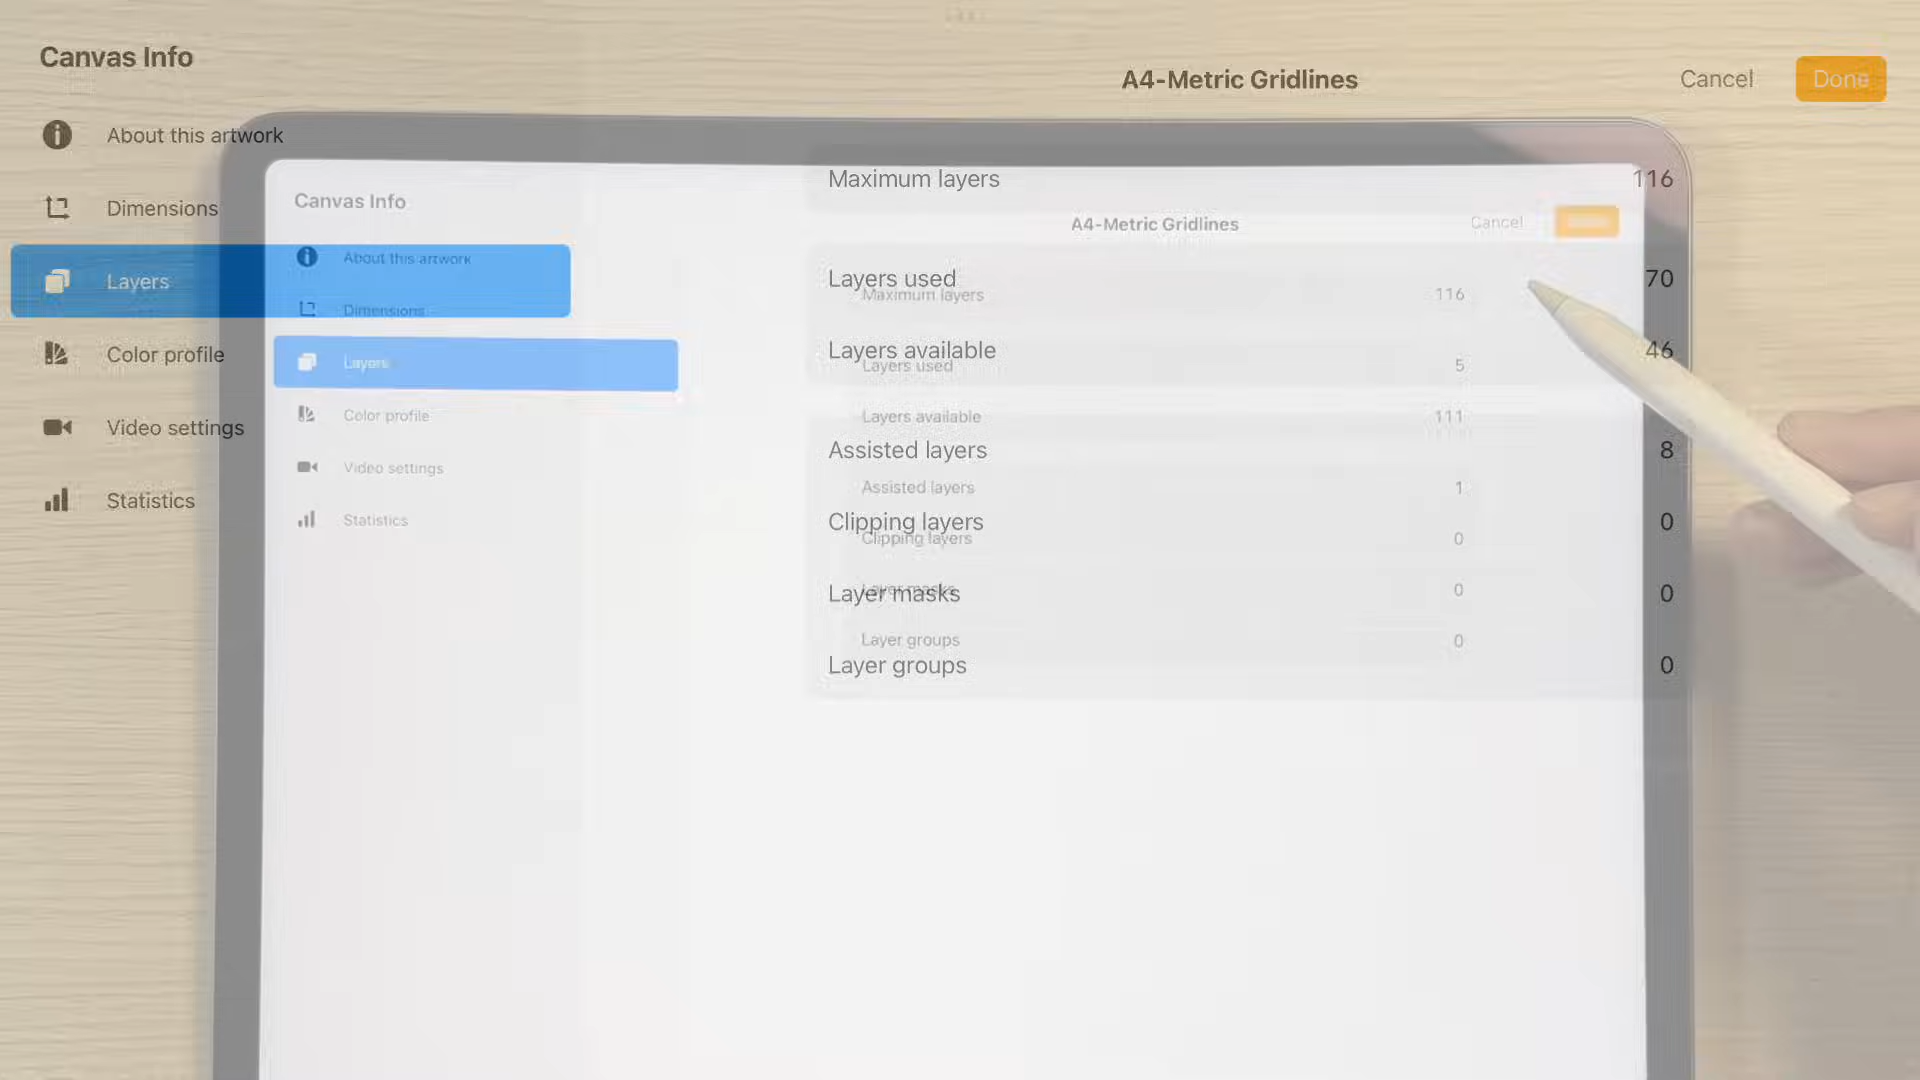 Canvas Info
About this artwork
Dimensions
Layers
Color profile
Video settings
Statistics
A4-Metric Gridlines
Cancel
Done
Maximum layers 116
Layers used 70
Layers available 46
Assisted layers 8
Clipping layers 0
Layer masks 0
Layer groups 0
Canvas Info
About this artwork
Dimensions
Layers
Color profile
Video settings
Statistics
A4-Metric Gridlines
Cancel
Maximum layers 116
Layers used 5
Layers available 111
Assisted layers 1
Clipping layers 0
Layer masks 0
Layer groups 0